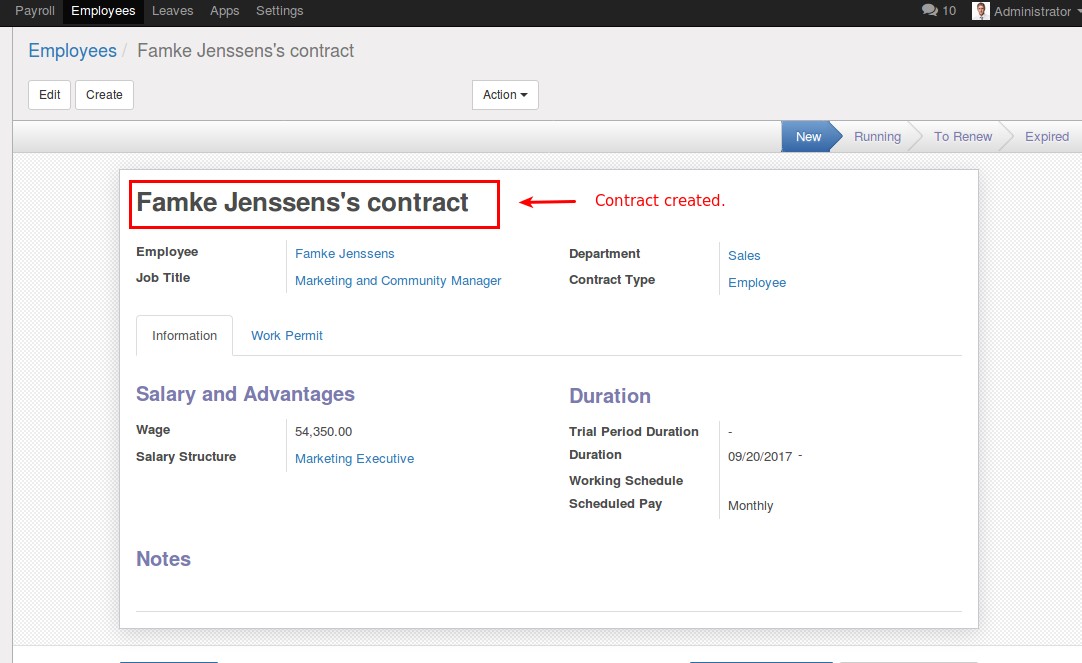 Payroll Employees Leaves Apps Settings 10 Administrator
Employees / Famke Jenssens's contract
Edit Create Action
New Running To Renew Expired
Famke Jenssens's contract Contract created.
Employee Famke Jenssens Department Sales
Job Title Marketing and Community Manager Contract Type Employee
Information Work Permit
Salary and Advantages Duration
Wage 54,350.00 Trial Period Duration -
Salary Structure Marketing Executive Duration 09/20/2017 -
Working Schedule
Scheduled Pay Monthly
Notes